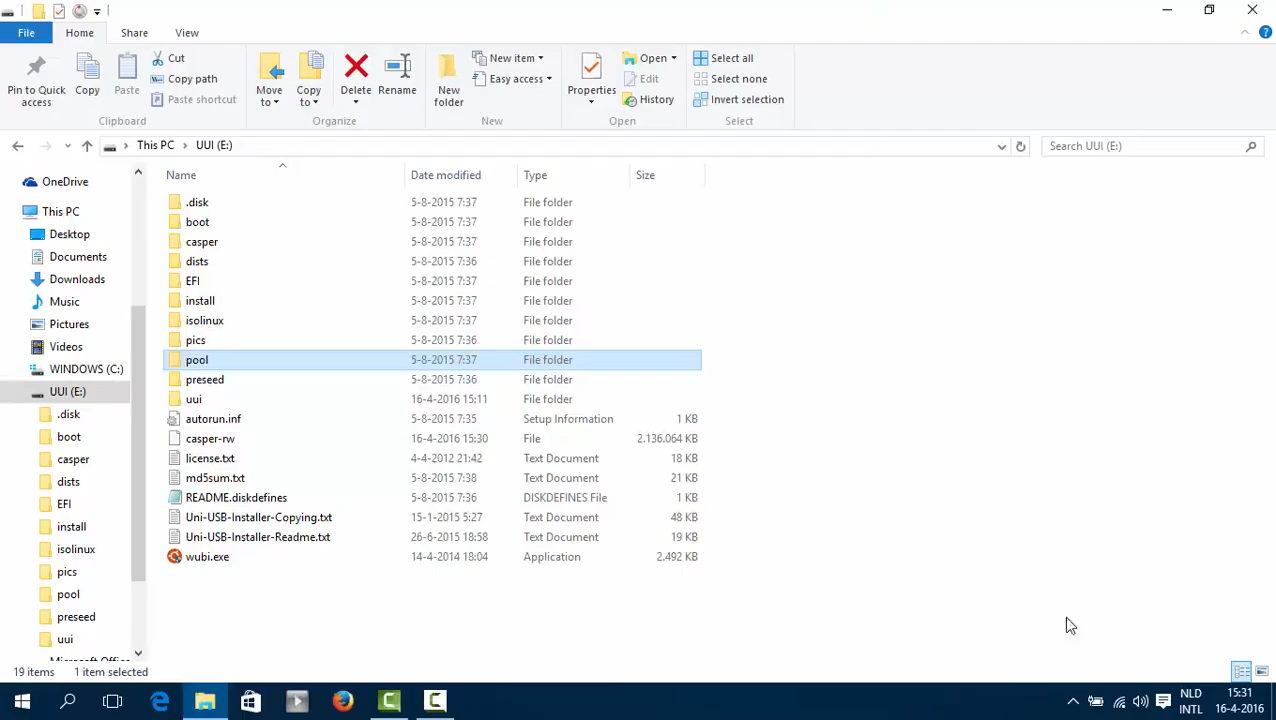 File Home Share View
Pin to Quick access
Copy
Paste
Cut
Copy path
Paste shortcut
Move to
Copy to
Delete
Rename
New folder
New item
Easy access
Properties
Open
Edit
History
Select all
Select none
Invert selection
Clipboard Organize New Open Select
This PC UUI (E:) Search UUI (E:)
Name Date modified Type Size
OneDrive
This PC
Desktop
Documents
Downloads
Music
Pictures
Videos
WINDOWS (C:)
UUI (E:)
.disk
boot
casper
dists
EFI
install
isolinux
pics
pool
preseed
uui
Microsoft Office
.disk 5-8-2015 7:37 File folder
boot 5-8-2015 7:37 File folder
casper 5-8-2015 7:37 File folder
dists 5-8-2015 7:36 File folder
EFI 5-8-2015 7:37 File folder
install 5-8-2015 7:37 File folder
isolinux 5-8-2015 7:37 File folder
pics 5-8-2015 7:36 File folder
pool 5-8-2015 7:37 File folder
preseed 5-8-2015 7:36 File folder
uui 16-4-2016 15:11 File folder
autorun.inf 5-8-2015 7:35 Setup Information 1 KB
casper-rw 16-4-2016 15:30 File 2.136.064 KB
license.txt 4-4-2012 21:42 Text Document 18 KB
md5sum.txt 5-8-2015 7:38 Text Document 21 KB
README.diskdefines 5-8-2015 7:36 DISKDEFINES File 1 KB
Uni-USB-Installer-Copying.txt 15-1-2015 5:27 Text Document 48 KB
Uni-USB-Installer-Readme.txt 26-6-2015 18:58 Text Document 19 KB
wubi.exe 14-4-2014 18:04 Application 2.492 KB
19 items 1 item selected
NLD 15:31
INTL 16-4-2016